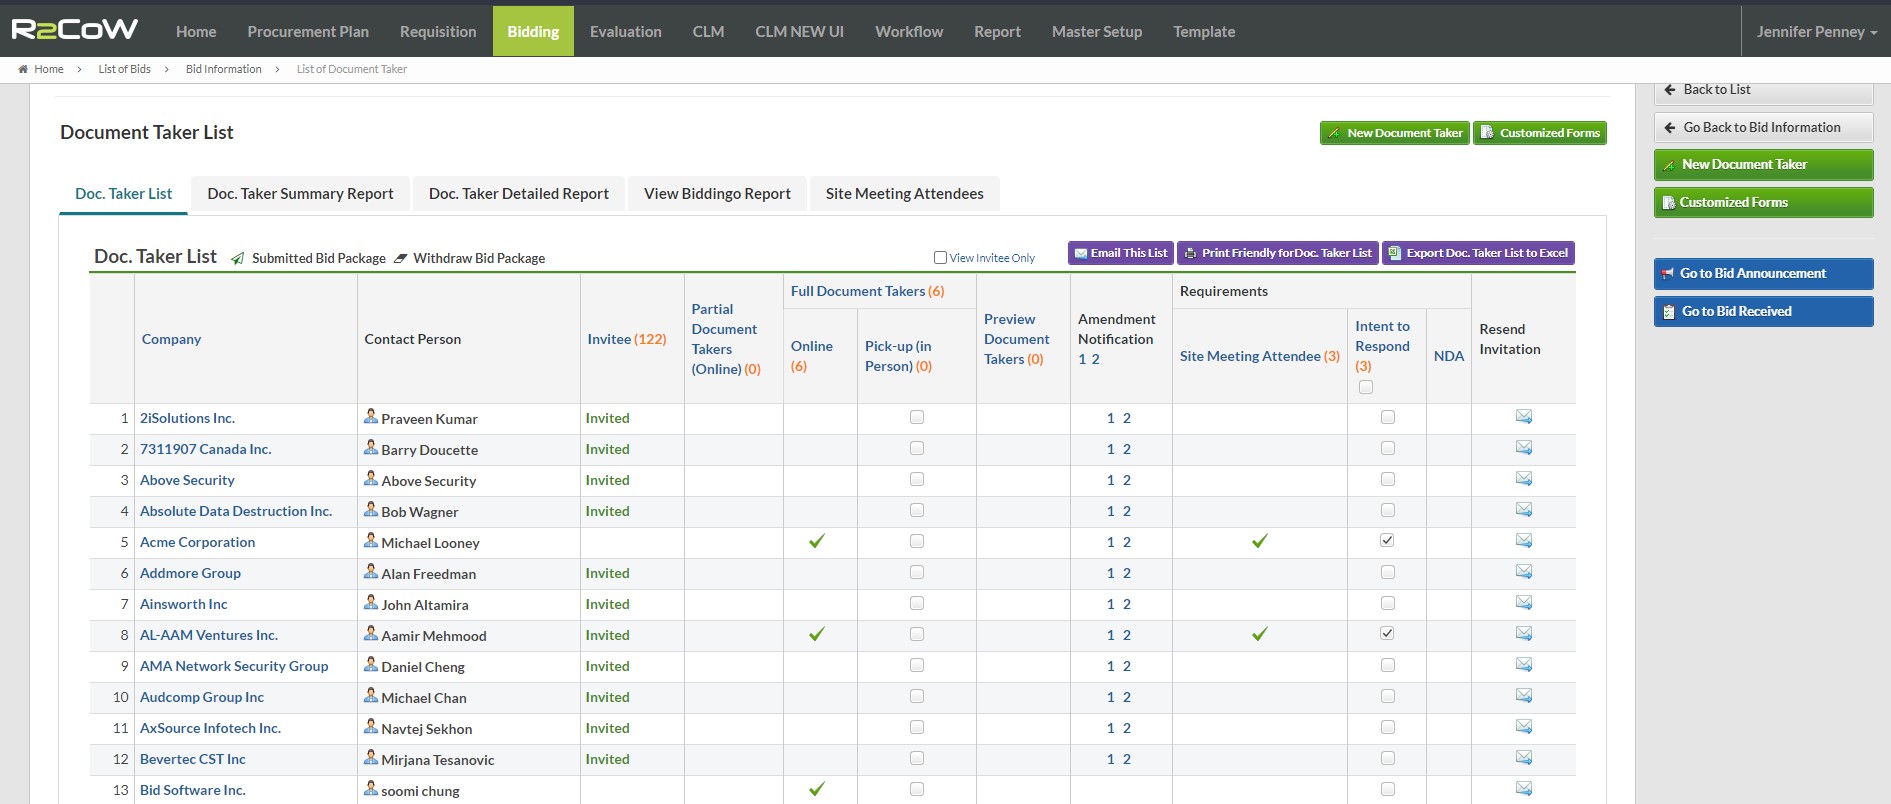 R2CoW Home Procurement Plan Requisition Bidding Evaluation CLM CLM NEW UI Workflow Report Master Setup Template Jennifer Penney
Home > List of Bids > Bid Information > List of Document Taker
Back to List
Go Back to Bid Information
New Document Taker
Customized Forms
Go to Bid Announcement
Go to Bid Received
Document Taker List
New Document Taker Customized Forms
Doc. Taker List Doc. Taker Summary Report Doc. Taker Detailed Report View Biddingo Report Site Meeting Attendees
Doc. Taker List Submitted Bid Package Withdraw Bid Package View Invitee Only Email This List Print Friendly forDoc. Taker List Export Doc. Taker List to Excel
Company
Contact Person
Invitee (122)
Partial
Document
Takers
(Online) (0)
Full Document Takers (6)
Online
(6)
Pick-up (in
Person) (0)
Preview
Document
Takers (0)
Amendment
Notification
1 2
Requirements
Site Meeting Attendee (3)
Intent to
Respond
(3)
NDA
Resend
Invitation
1 2iSolutions Inc. Praveen Kumar Invited 1 2
2 7311907 Canada Inc. Barry Doucette Invited 1 2
3 Above Security Above Security Invited 1 2
4 Absolute Data Destruction Inc. Bob Wagner Invited 1 2
5 Acme Corporation Michael Looney 1 2
6 Addmore Group Alan Freedman Invited 1 2
7 Ainsworth Inc John Altamira Invited 1 2
8 AL-AAM Ventures Inc. Aamir Mehmood Invited 1 2
9 AMA Network Security Group Daniel Cheng Invited 1 2
10 Audcomp Group Inc Michael Chan Invited 1 2
11 AxSource Infotech Inc. Navtej Sekhon Invited 1 2
12 Bevertec CST Inc Mirjana Tesanovic Invited 1 2
13 Bid Software Inc. soomi chung